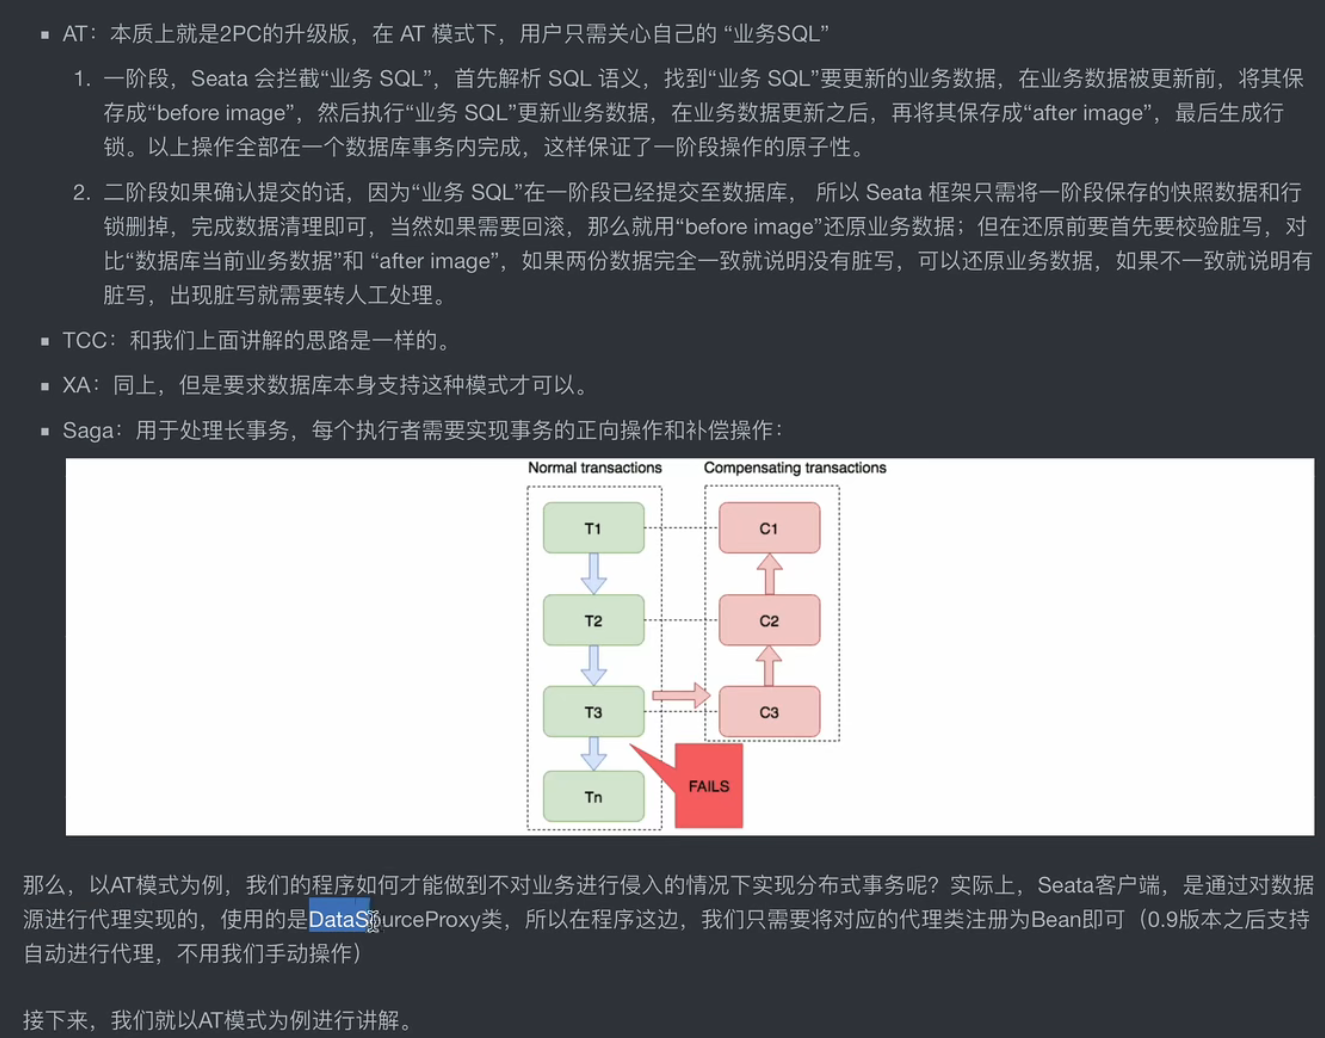 AT：本质上就是2PC的升级版，在 AT 模式下，用户只需关心自己的 “业务SQL”
1. 一阶段，Seata 会拦截“业务 SQL”，首先解析 SQL 语义，找到“业务 SQL”要更新的业务数据，在业务数据被更新前，将其保
存成“before image”，然后执行“业务 SQL”更新业务数据，在业务数据更新之后，再将其保存成“after image”，最后生成行
锁。以上操作全部在一个数据库事务内完成，这样保证了一阶段操作的原子性。
2. 二阶段如果确认提交的话，因为“业务 SQL”在一阶段已经提交至数据库， 所以 Seata 框架只需将一阶段保存的快照数据和行
锁删掉，完成数据清理即可，当然如果需要回滚，那么就用“before image”还原业务数据；但在还原前要首先要校验脏写，对
比“数据库当前业务数据”和 “after image”，如果两份数据完全一致就说明没有脏写，可以还原业务数据，如果不一致就说明有
脏写，出现脏写就需要转人工处理。
TCC：和我们上面讲解的思路是一样的。
XA：同上，但是要求数据库本身支持这种模式才可以。
Saga：用于处理长事务，每个执行者需要实现事务的正向操作和补偿操作：
Normal transactions Compensating transactions
T1 C1
T2 C2
T3 C3
FAILS
Tn
那么，以AT模式为例，我们的程序如何才能做到不对业务进行侵入的情况下实现分布式事务呢？实际上，Seata客户端，是通过对数据
源进行代理实现的，使用的是DataSourceProxy类，所以在程序这边，我们只需要将对应的代理类注册为Bean即可（0.9版本之后支持
自动进行代理，不用我们手动操作）
接下来，我们就以AT模式为例进行讲解。